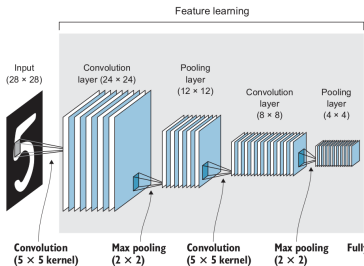 Feature learning
Input
(28 × 28)
Convolution
layer (24 × 24)
Pooling
layer
(12 × 12)
Convolution
layer
(8 × 8)
Pooling
layer
(4 × 4)
Convolution
(5 × 5 kernel)
Max pooling
(2 × 2)
Convolution
(5 × 5 kernel)
Max pooling
(2 × 2)
Fully